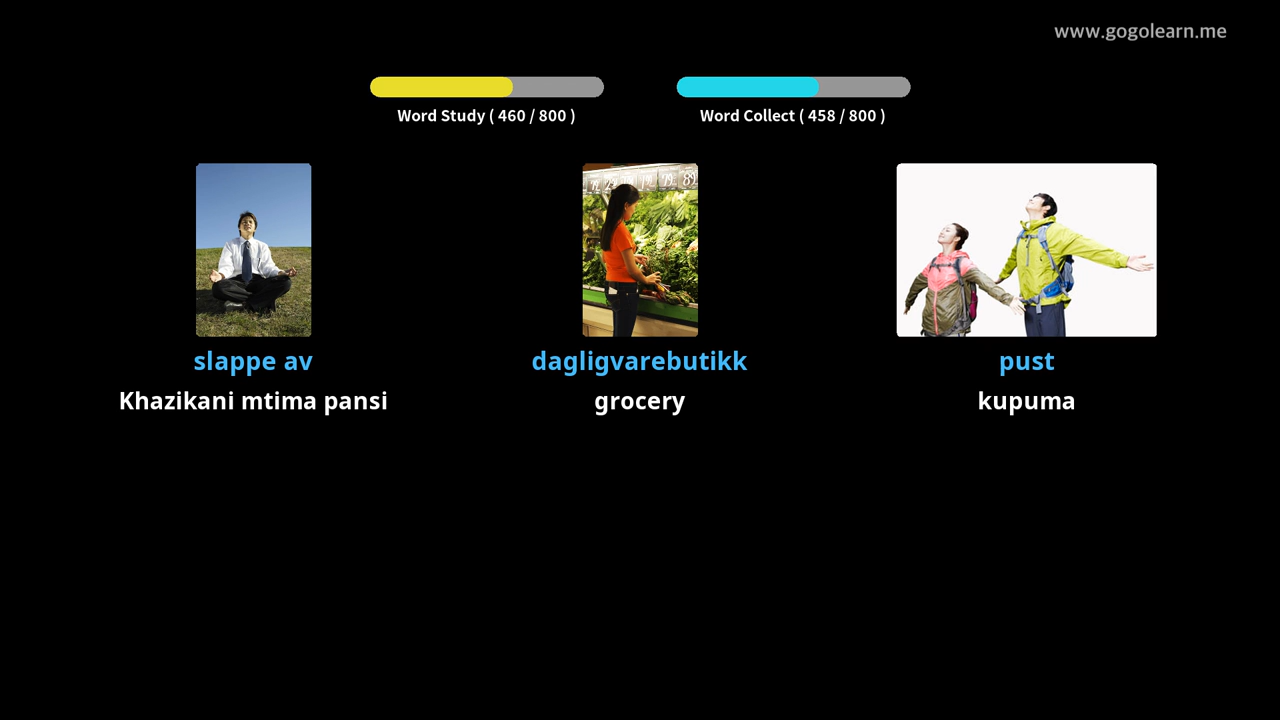 www.gogolearn.me
Word Study ( 460 / 800 )
Word Collect ( 458 / 800 )
slappe av
dagligvarebutikk
pust
Khazikani mtima pansi
grocery
kupuma